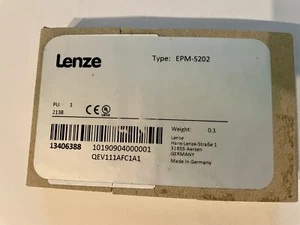 Lenze
Type: EPM-S202
PU: 1
2138
CE
Weight: 0.1
13406388
10190904000001
QEV111AFC1A1
Lenze
Hans-Lenze-Straße 1
31855 Aerzen
GERMANY
Made in Germany